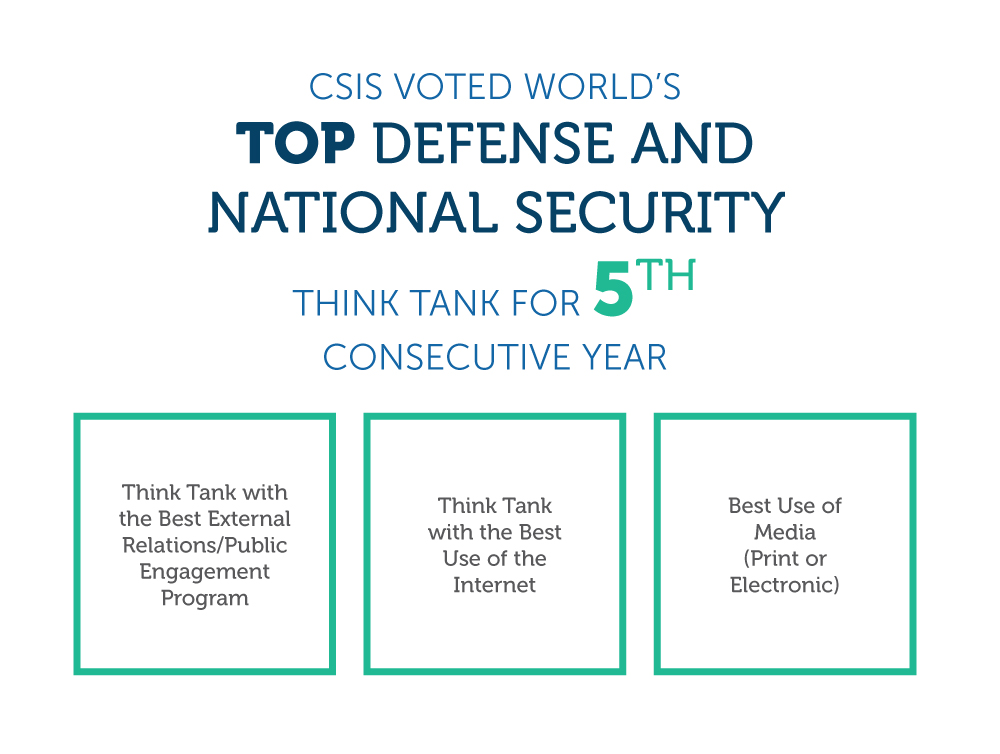 CSIS VOTED WORLD'S
TOP DEFENSE AND
NATIONAL SECURITY
THINK TANK FOR 5TH
CONSECUTIVE YEAR
Think Tank with
the Best External
Relations/Public
Engagement
Program
Think Tank
with the Best
Use of the
Internet
Best Use of
Media
(Print or
Electronic)